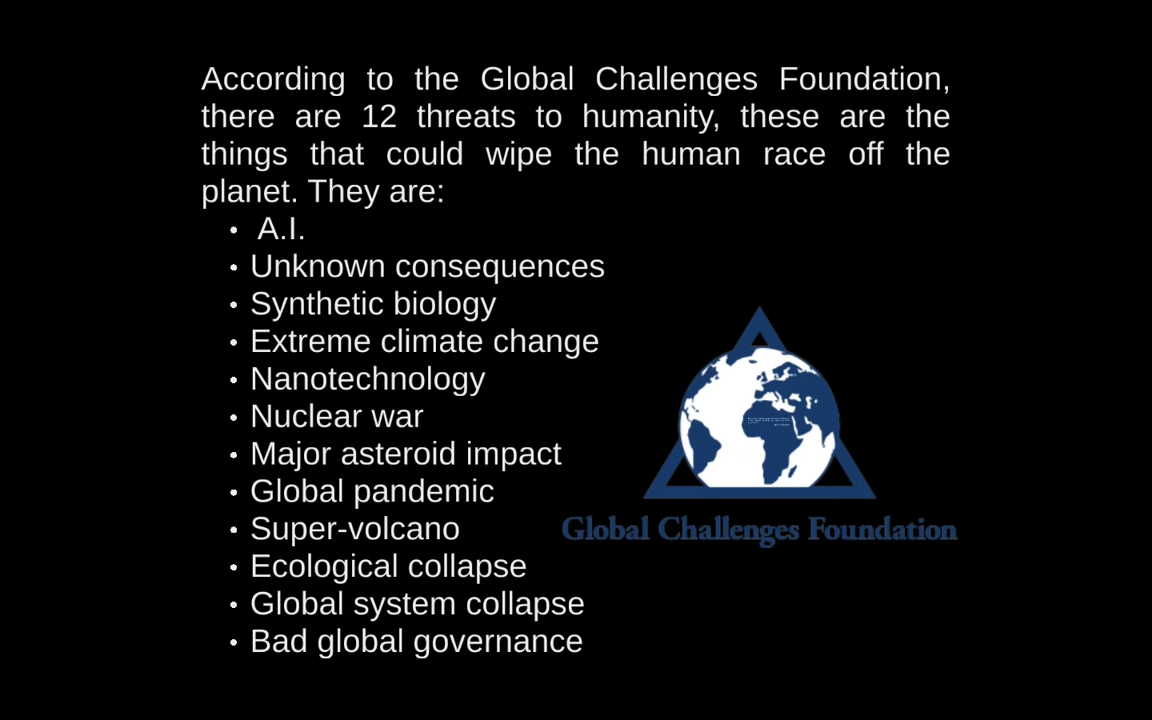 According to the Global Challenges Foundation,
there are 12 threats to humanity, these are the
things that could wipe the human race off the
planet. They are:
• A.I.
• Unknown consequences
• Synthetic biology
• Extreme climate change
• Nanotechnology
• Nuclear war
• Major asteroid impact
• Global pandemic
• Super-volcano
• Ecological collapse
• Global system collapse
• Bad global governance
Global Challenges Foundation